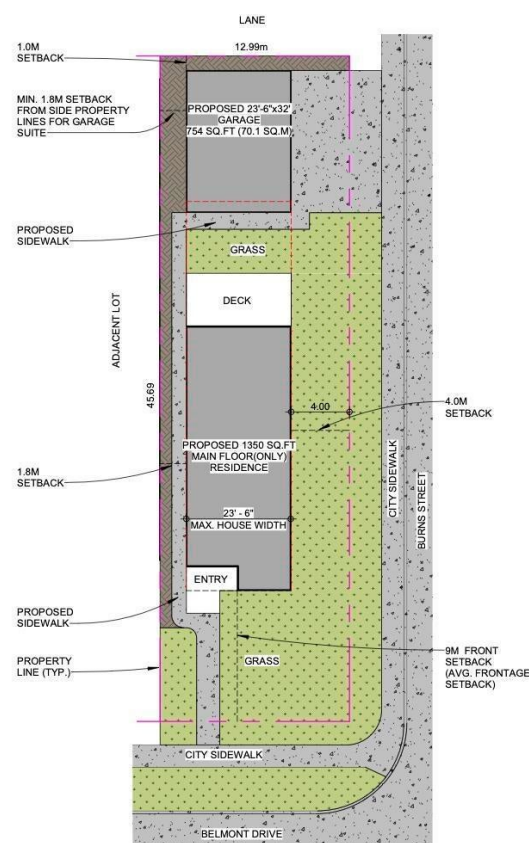 LANE
1.0M
SETBACK
12.99m
MIN. 1.8M SETBACK
FROM SIDE PROPERTY
LINES FOR GARAGE
SUITE
PROPOSED 23'-6"x32'
GARAGE
754 SQ.FT (70.1 SQ.M)
PROPOSED
SIDEWALK
GRASS
DECK
ADJACENT LOT
45.69
4.00
4.0M
SETBACK
PROPOSED 1350 SQ.FT
MAIN FLOOR(ONLY)
RESIDENCE
1.8M
SETBACK
23' - 6"
MAX. HOUSE WIDTH
CITY SIDEWALK
BURNS STREET
ENTRY
PROPOSED
SIDEWALK
PROPERTY
LINE (TYP.)
GRASS
9M FRONT
SETBACK
(AVG. FRONTAGE
SETBACK)
CITY SIDEWALK
BELMONT DRIVE